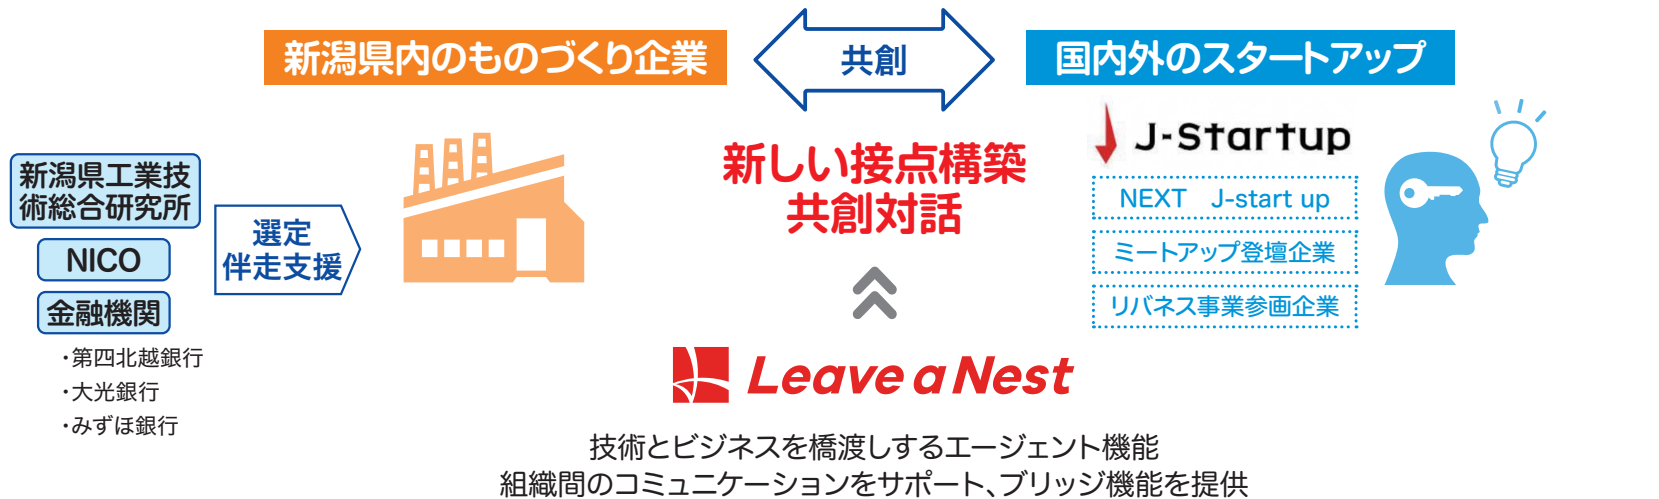 新潟県内のものづくり企業
共創
国内外のスタートアップ
新潟県工業技
術総合研究所
NICO
金融機関
・第四北越銀行
・大光銀行
・みずほ銀行
選定
伴走支援
新しい接点構築
共創対話
J-Startup
NEXT　J-start up
ミートアップ登壇企業
リバネス事業参画企業
Leave a Nest
技術とビジネスを橋渡しするエージェント機能
組織間のコミュニケーションをサポート、ブリッジ機能を提供